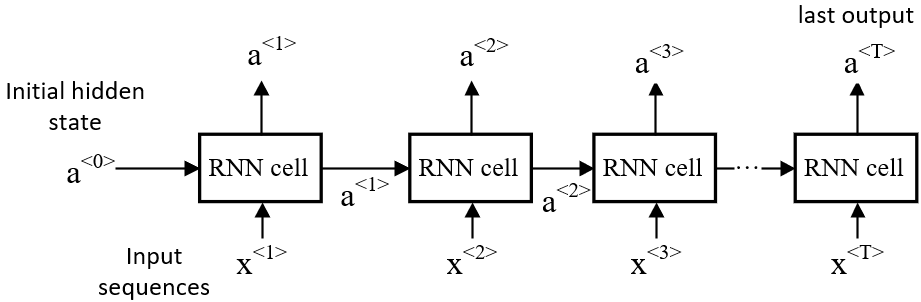 last output
a<1>
a<2>
a<3>
a<T>
Initial hidden
state
a<0>
RNN cell
RNN cell
RNN cell
...
RNN cell
a<1>
a<2>
x<1>
x<2>
x<3>
x<T>
Input
sequences